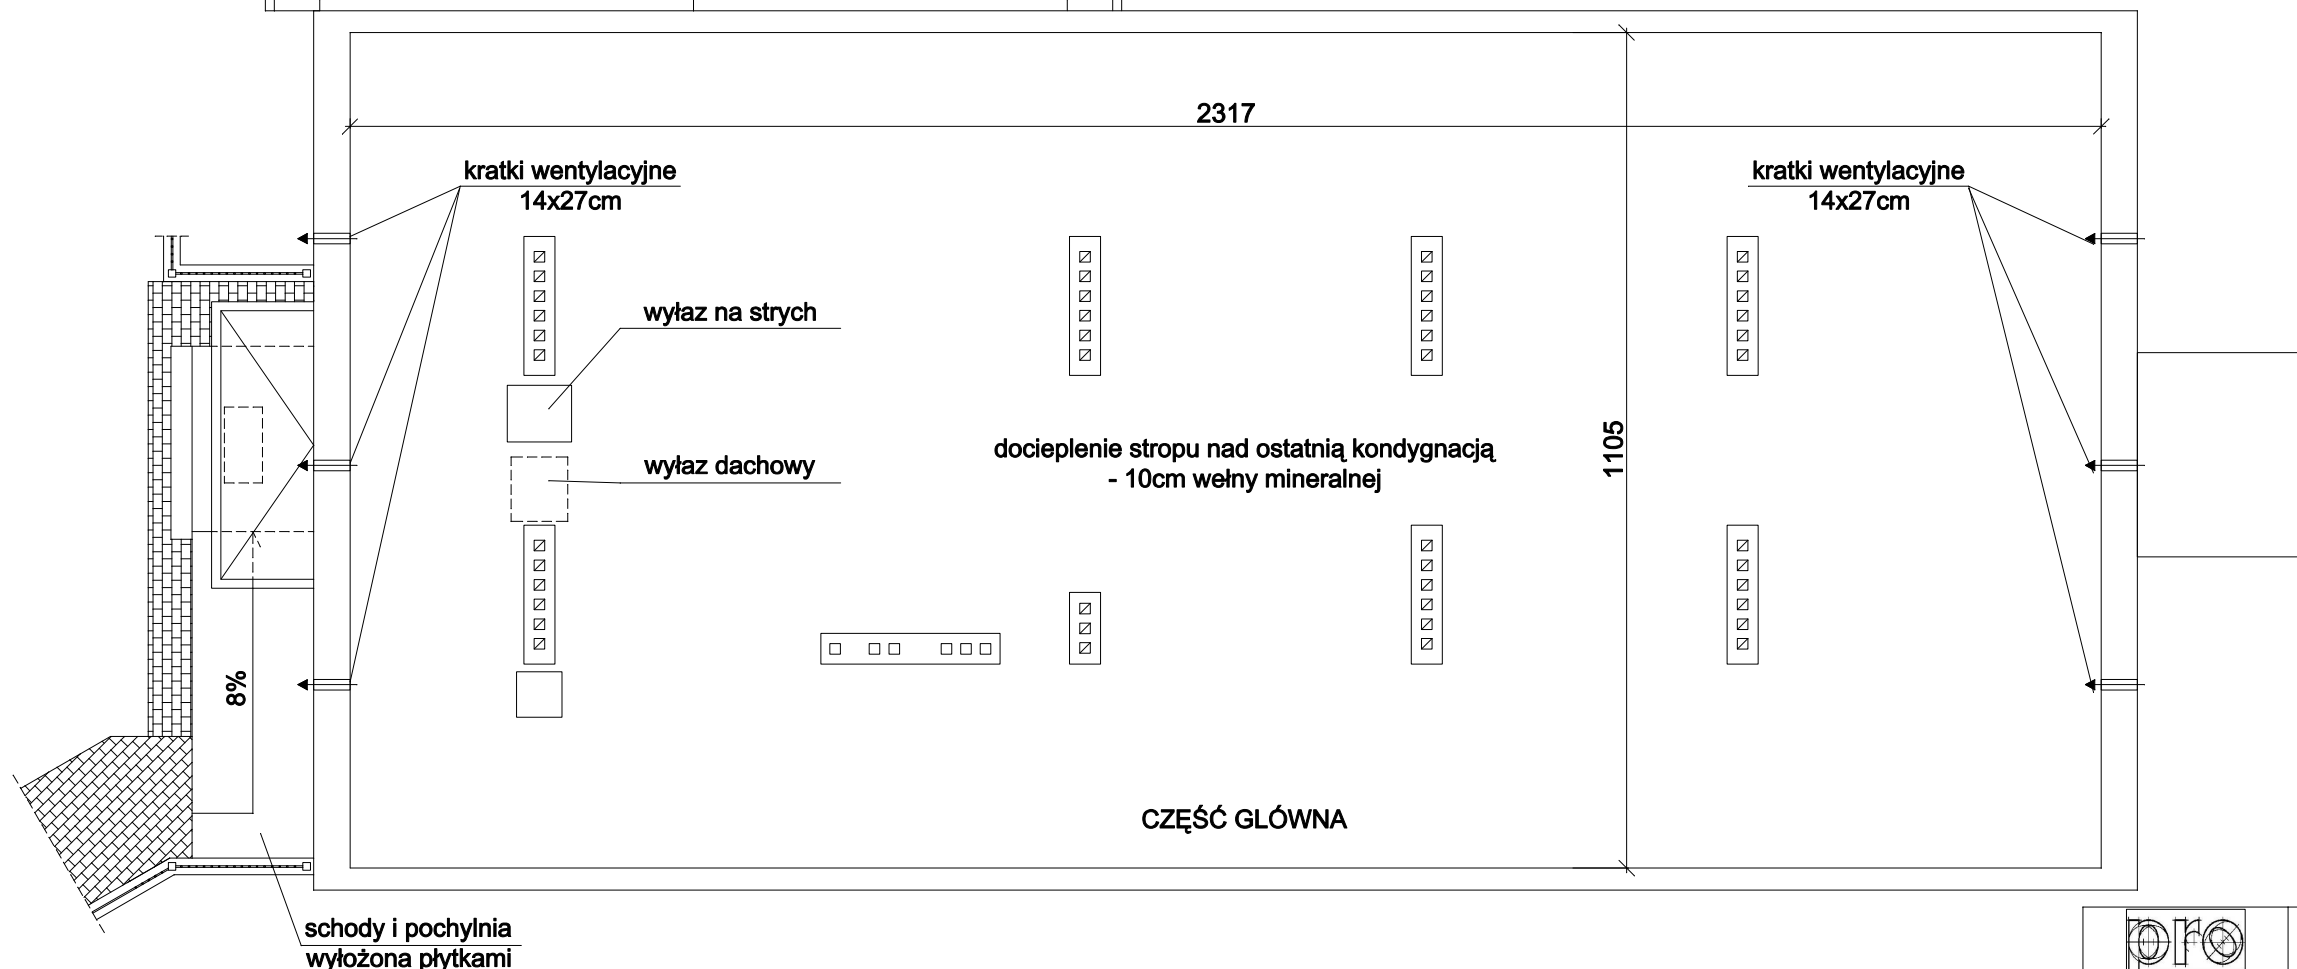 2317
kratki wentylacyjne
14x27cm
kratki wentylacyjne
14x27cm
wyłaz na strych
wyłaz dachowy
docieplenie stropu nad ostatnią kondygnacją
- 10cm wełny mineralnej
1105
8%
CZĘŚĆ GLÓWNA
schody i pochylnia
wyłożona płytkami
pro